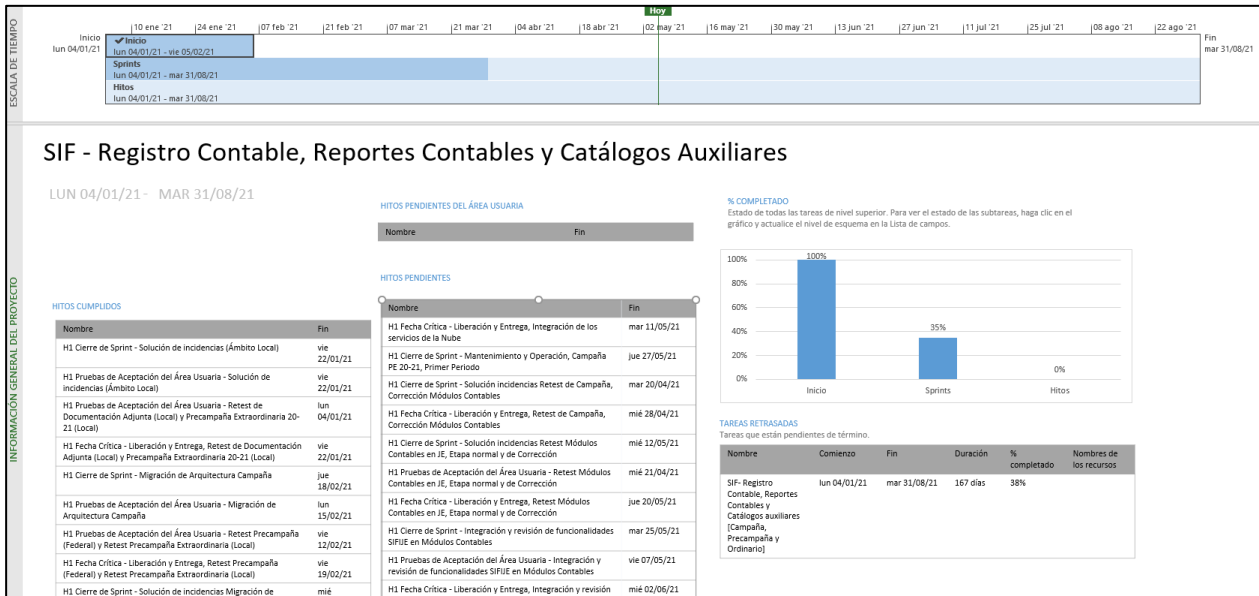 Hoy
ESCALA DE TIEMPO
10 ene '21 24 ene '21 07 feb '21 21 feb '21 07 mar '21 21 mar '21 04 abr '21 18 abr '21 02 may '21 16 may '21 30 may '21 13 jun '21 27 jun '21 11 jul '21 25 jul '21 08 ago '21 22 ago '21
Inicio
lun 04/01/21
Inicio
lun 04/01/21 - vie 05/02/21
Sprints
lun 04/01/21 - mar 31/08/21
Hitos
lun 04/01/21 - mar 31/08/21
Fin
mar 31/08/21
INFORMACIÓN GENERAL DEL PROYECTO
SIF - Registro Contable, Reportes Contables y Catálogos Auxiliares
LUN 04/01/21 - MAR 31/08/21
HITOS CUMPLIDOS
Nombre Fin
H1 Cierre de Sprint - Solución de incidencias (Ámbito Local) vie
22/01/21
H1 Pruebas de Aceptación del Área Usuaria - Solución de vie
incidencias (Ámbito Local) 22/01/21
H1 Pruebas de Aceptación del Área Usuaria - Retest de lun
Documentación Adjunta (Local) y Precampaña Extraordinaria 20- 04/01/21
21 (Local)
H1 Fecha Crítica - Liberación y Entrega, Retest de Documentación vie
Adjunta (Local) y Precampaña Extraordinaria 20-21 (Local) 22/01/21
H1 Cierre de Sprint - Migración de Arquitectura Campaña jue
18/02/21
H1 Pruebas de Aceptación del Área Usuaria - Migración de lun
Arquitectura Campaña 15/02/21
H1 Pruebas de Aceptación del Área Usuaria - Retest Precampaña vie
(Federal) y Retest Precampaña Extraordinaria (Local) 12/02/21
H1 Fecha Crítica - Liberación y Entrega, Retest Precampaña vie
(Federal) y Retest Precampaña Extraordinaria (Local) 19/02/21
H1 Cierre de Sprint - Solución de incidencias Migración de mié
HITOS PENDIENTES DEL ÁREA USUARIA
Nombre Fin
HITOS PENDIENTES
Nombre Fin
H1 Fecha Crítica - Liberación y Entrega, Integración de los mar 11/05/21
servicios de la Nube
H1 Cierre de Sprint - Mantenimiento y Operación, Campaña jue 27/05/21
PE 20-21, Primer Periodo
H1 Cierre de Sprint - Solución incidencias Retest de Campaña, mar 20/04/21
Corrección Módulos Contables
H1 Fecha Crítica - Liberación y Entrega, Retest de Campaña, mié 28/04/21
Corrección Módulos Contables
H1 Cierre de Sprint - Solución incidencias Retest Módulos mié 12/05/21
Contables en JE, Etapa normal y de Corrección
H1 Pruebas de Aceptación del Área Usuaria - Retest Módulos mié 21/04/21
Contables en JE, Etapa normal y de Corrección
H1 Fecha Crítica - Liberación y Entrega, Retest Módulos jue 20/05/21
Contables en JE, Etapa normal y de Corrección
H1 Cierre de Sprint - Integración y revisión de funcionalidades mar 25/05/21
SIFIJE en Módulos Contables
H1 Pruebas de Aceptación del Área Usuaria - Integración y vie 07/05/21
revisión de funcionalidades SIFIJE en Módulos Contables
H1 Fecha Crítica - Liberación y Entrega, Integración y revisión mié 02/06/21
% COMPLETADO
Estado de todas las tareas de nivel superior. Para ver el estado de las subtareas, haga clic en el
gráfico y actualice el nivel de esquema en la Lista de campos.
100%
80%
60%
40%
20%
0%
100%
35%
0%
Inicio Sprints Hitos
TAREAS RETRASADAS
Tareas que están pendientes de término.
Nombre Comienzo Fin Duración % Nombres de
completado los recursos
SIF- Registro lun 04/01/21 mar 31/08/21 167 días 38%
Contable, Reportes
Contables y
Catálogos auxiliares
[Campaña,
Precampaña y
Ordinario]